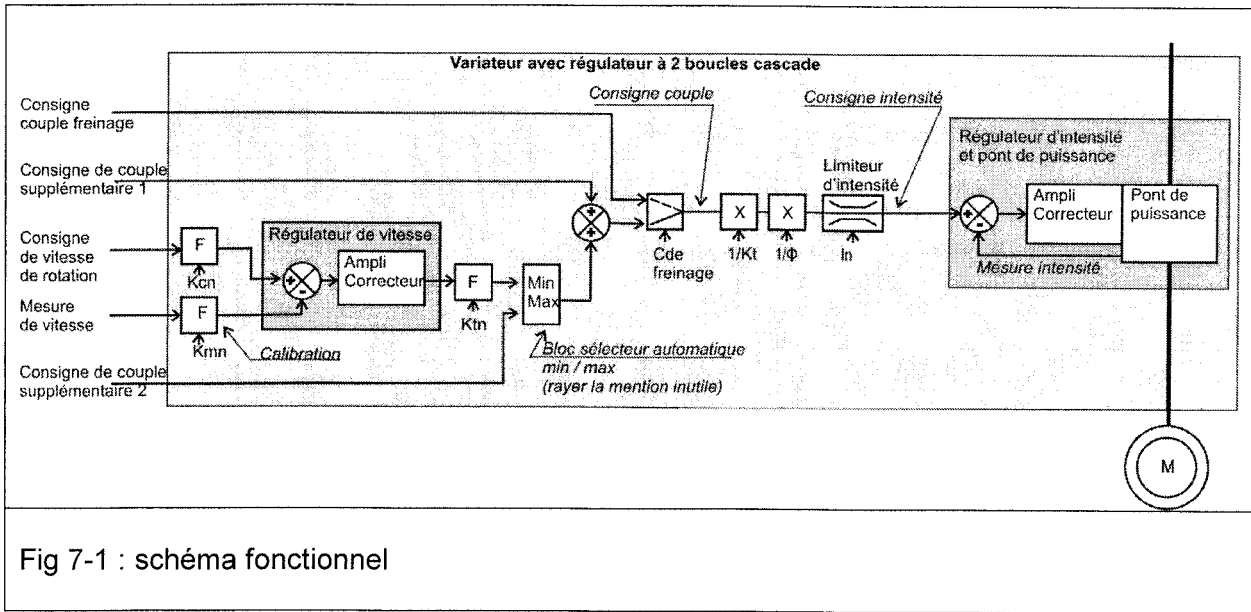 Variateur avec régulateur à 2 boucles cascade
Consigne
couple freinage
Consigne couple
Consigne intensité
Consigne de couple
supplémentaire 1
Régulateur d'intensité
et pont de puissance
Limiteur
d'intensité
Ampli
Correcteur
Pont de
puissance
+
+
X
X
+
-
Cde
freinage
1/Kt
1/Φ
In
Mesure intensité
Consigne
de vitesse
de rotation
F
Kcn
Régulateur de vitesse
Ampli
Correcteur
+
-
F
Ktn
Min
Max
Mesure
de vitesse
F
Kmn
Calibration
Bloc sélecteur automatique
min / max
(rayer la mention inutile)
Consigne de couple
supplémentaire 2
M
Fig 7-1 : schéma fonctionnel